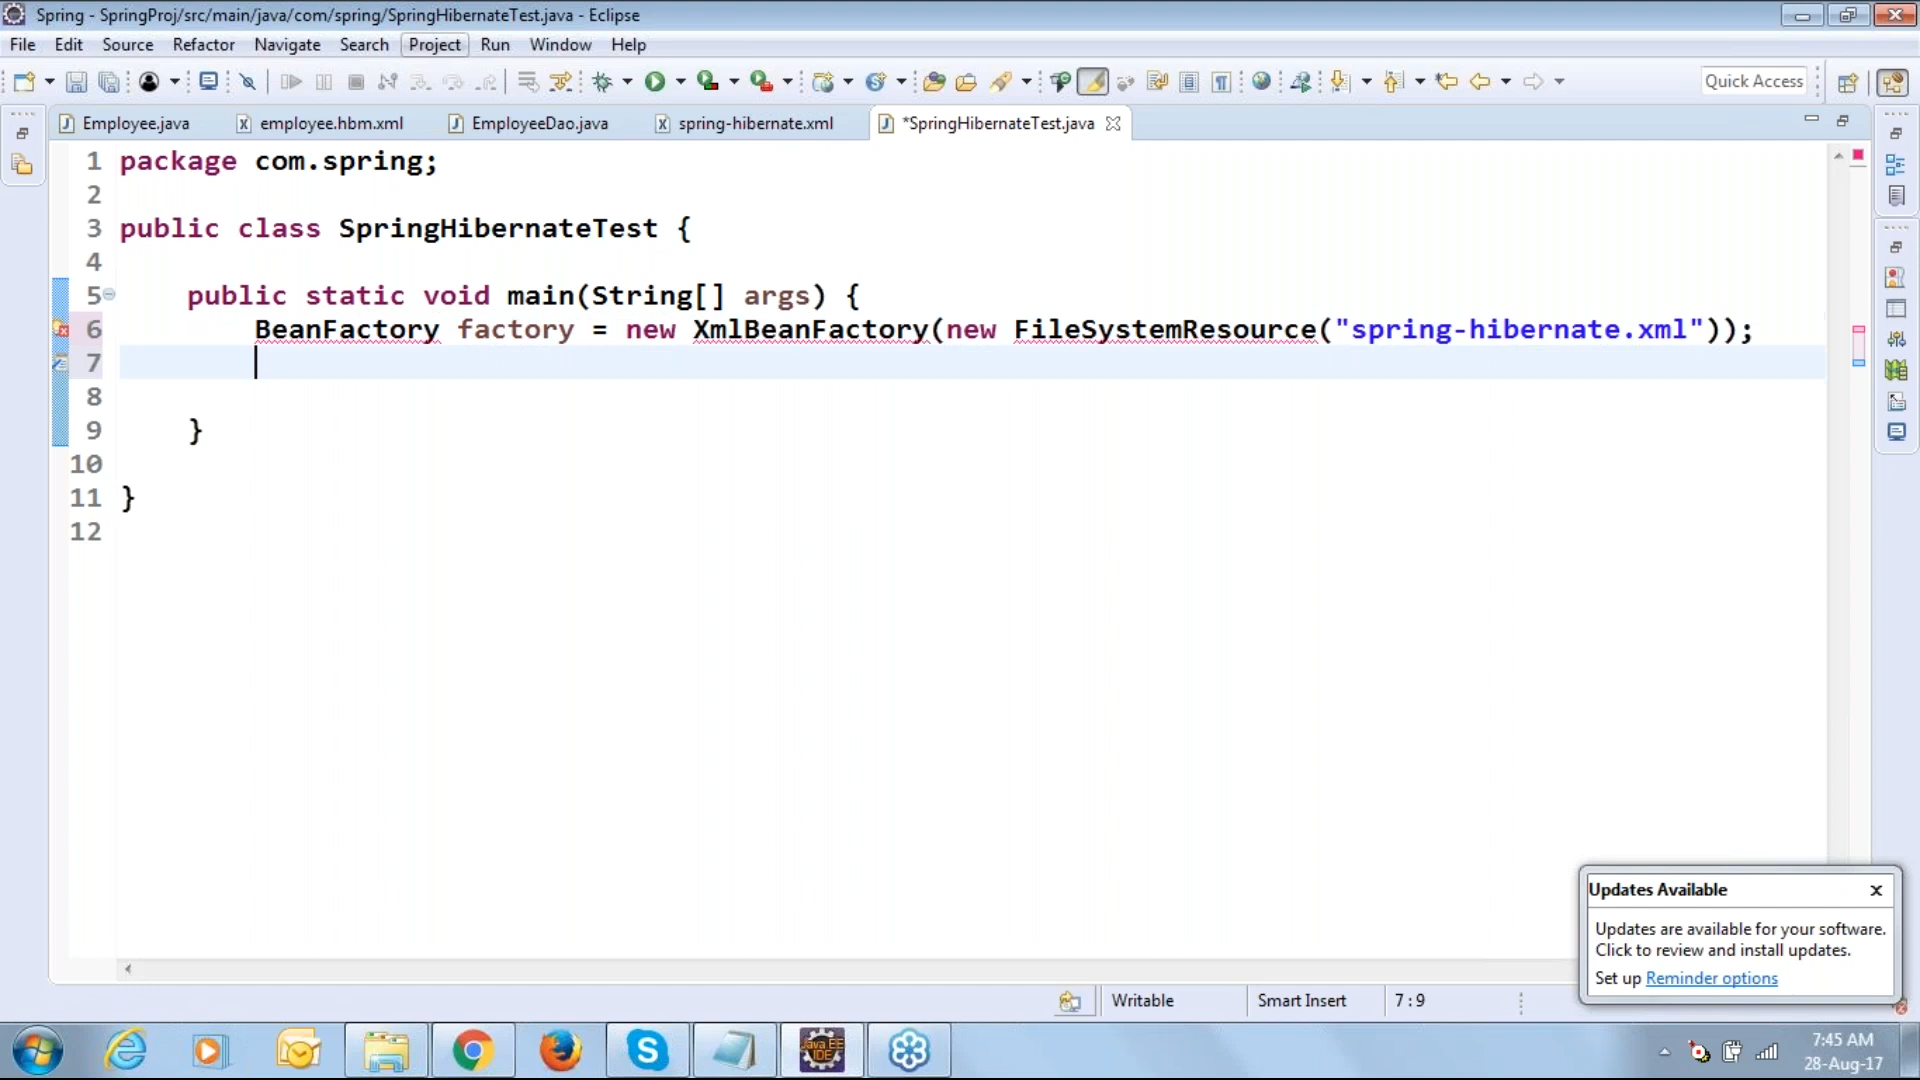 Spring - SpringProj/src/main/java/com/spring/SpringHibernateTest.java - Eclipse
File Edit Source Refactor Navigate Search Project Run Window Help
Quick Access
Employee.java employee.hbm.xml EmployeeDao.java spring-hibernate.xml *SpringHibernateTest.java
1 package com.spring;
2
3 public class SpringHibernateTest {
4
5 public static void main(String[] args) {
6 BeanFactory factory = new XmlBeanFactory(new FileSystemResource("spring-hibernate.xml"));
7
8
9 }
10
11 }
12
Updates Available
Updates are available for your software.
Click to review and install updates.
Set up Reminder options
Writable Smart Insert 7 : 9
Java EE
IDE
7:45 AM
28-Aug-17